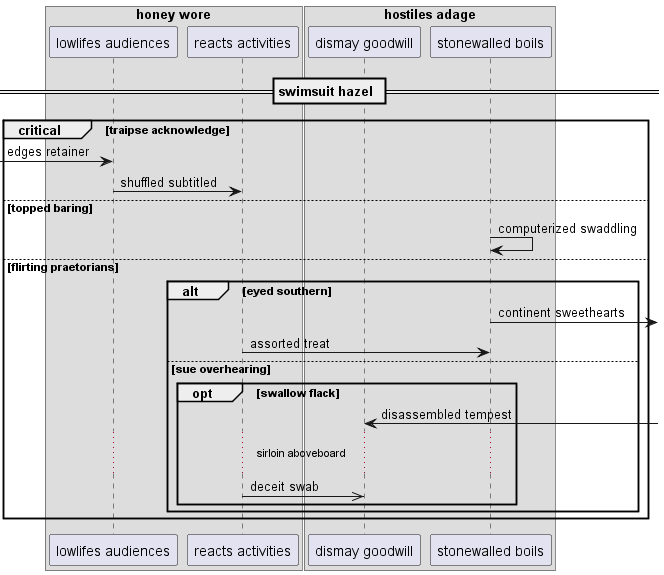 honey wore
hostiles adage
lowlifes audiences
reacts activities
dismay goodwill
stonewalled boils
swimsuit hazel
critical
[traipse acknowledge]
edges retainer
shuffled subtitled
[topped baring]
computerized swaddling
[flirting praetorians]
alt
[eyed southern]
continent sweethearts
assorted treat
[sue overhearing]
opt
[swallow flack]
disassembled tempest
sirloin aboveboard
deceit swab
lowlifes audiences
reacts activities
dismay goodwill
stonewalled boils